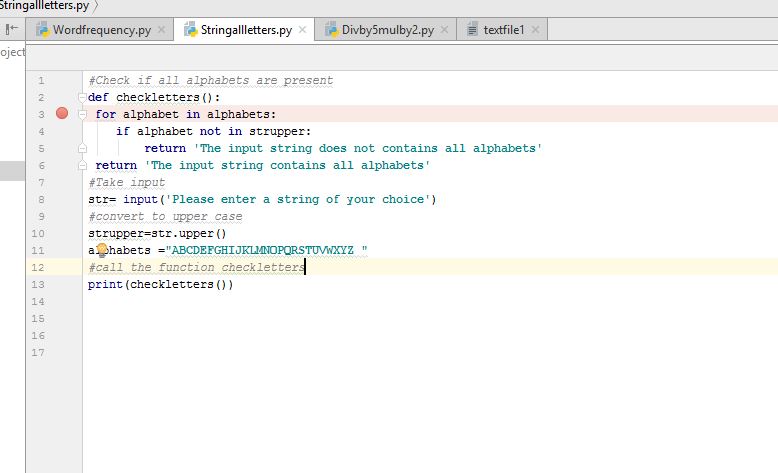 Stringallletters.py
Wordfrequency.py Stringallletters.py Divby5mulby2.py textfile1
oject
1 #Check if all alphabets are present
2 def checkletters():
3 for alphabet in alphabets:
4 if alphabet not in strupper:
5 return 'The input string does not contains all alphabets'
6 return 'The input string contains all alphabets'
7 #Take input
8 str= input('Please enter a string of your choice')
9 #convert to upper case
10 strupper=str.upper()
11 alphabets ="ABCDEFGHIJKLMNOPQRSTUVWXYZ "
12 #call the function checkletters
13 print(checkletters())
14
15
16
17